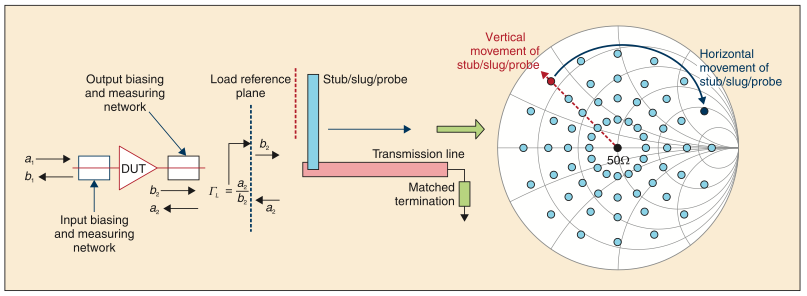 Vertical
movement of
stub/slug/probe
Horizontal
movement of
stub/slug/probe
Output biasing
and measuring
network
Load reference
plane
Stub/slug/probe
a1
b1
DUT
b2
a2
ΓL = a2/b2
b2
a2
Transmission line
Matched
termination
50Ω
Input biasing
and measuring
network